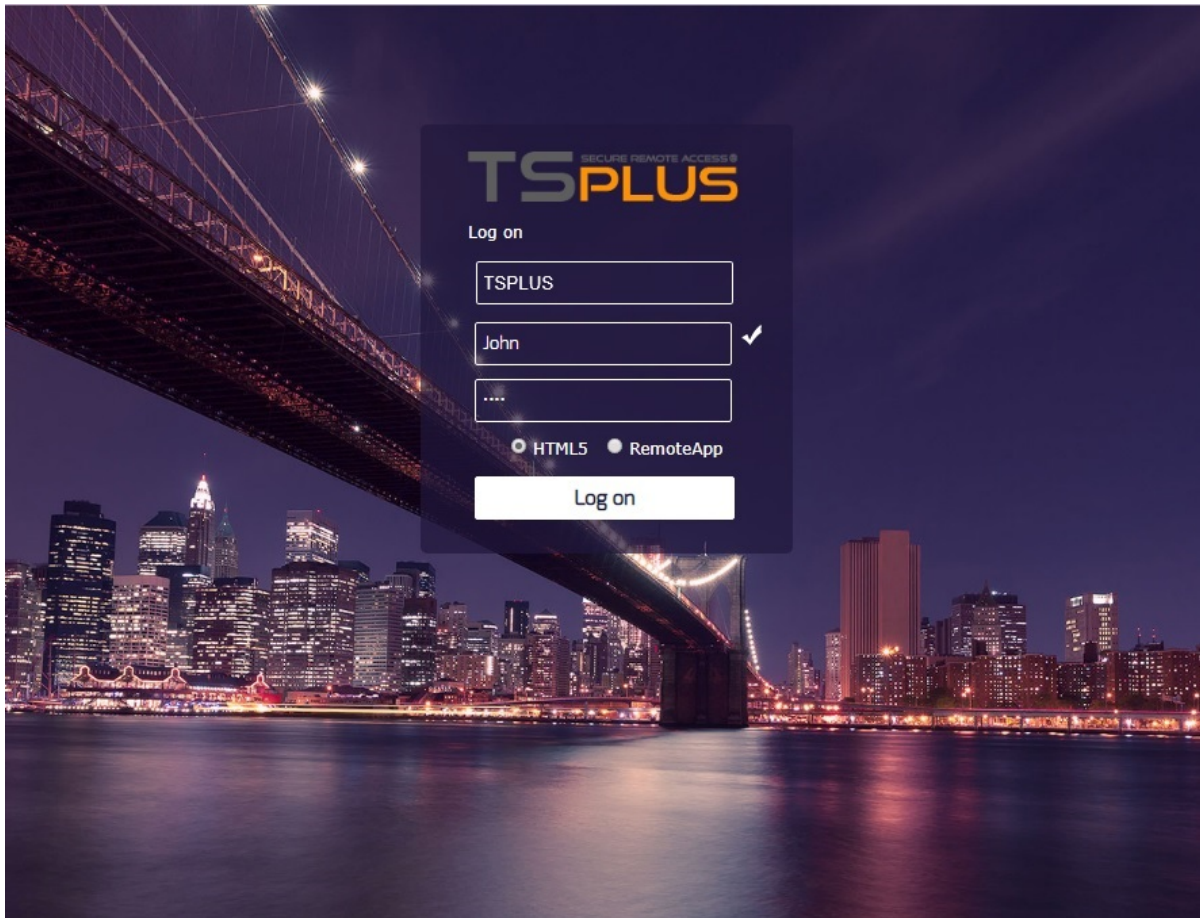 TSPLUS
SECURE REMOTE ACCESS®
Log on
TSPLUS
John
....
HTML5 RemoteApp
Log on